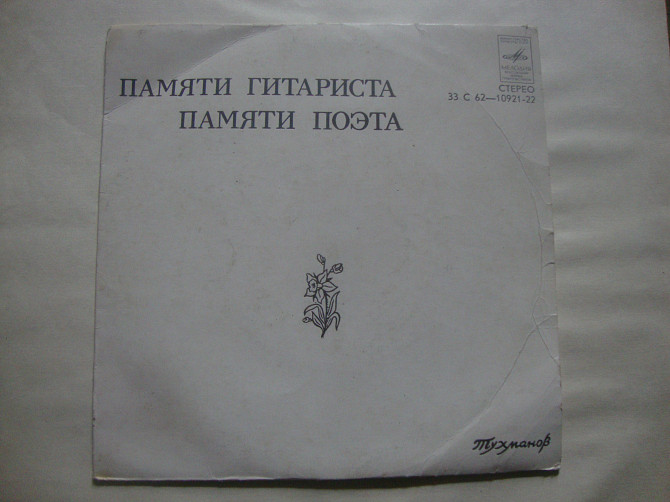 ПАМЯТИ ГИТАРИСТА
ПАМЯТИ ПОЭТА
СТЕРЕО
33 С 62—10921-22
Тухманов